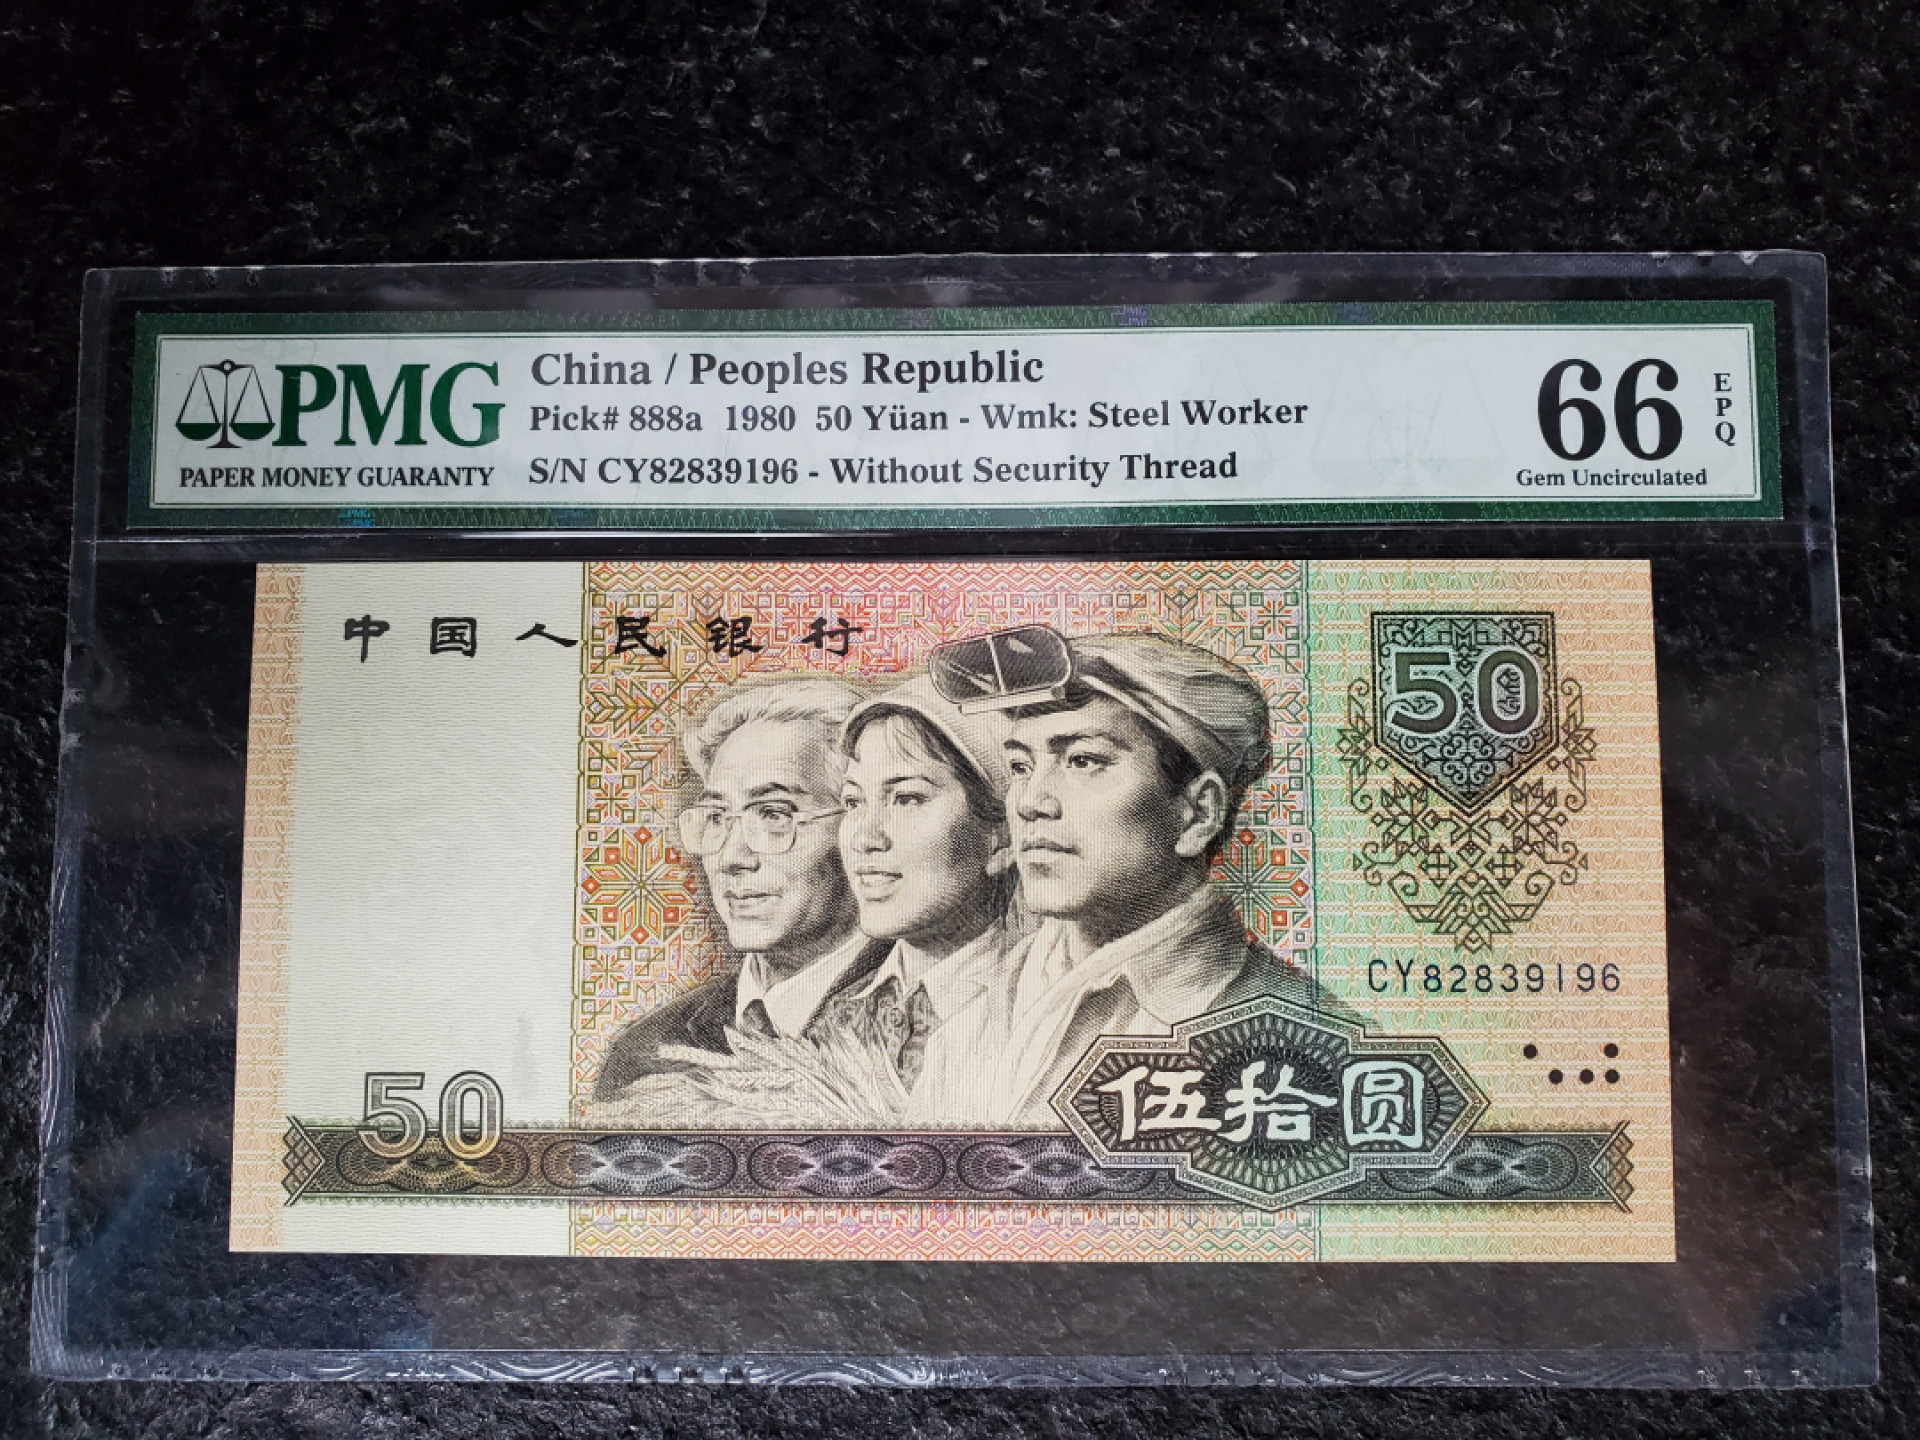 PMG
PAPER MONEY GUARANTY
China / Peoples Republic
Pick# 888a 1980 50 Yüan - Wmk: Steel Worker
S/N CY82839196 - Without Security Thread
66
EPQ
Gem Uncirculated
中国人民银行
50
CY82839196
50
伍拾圆